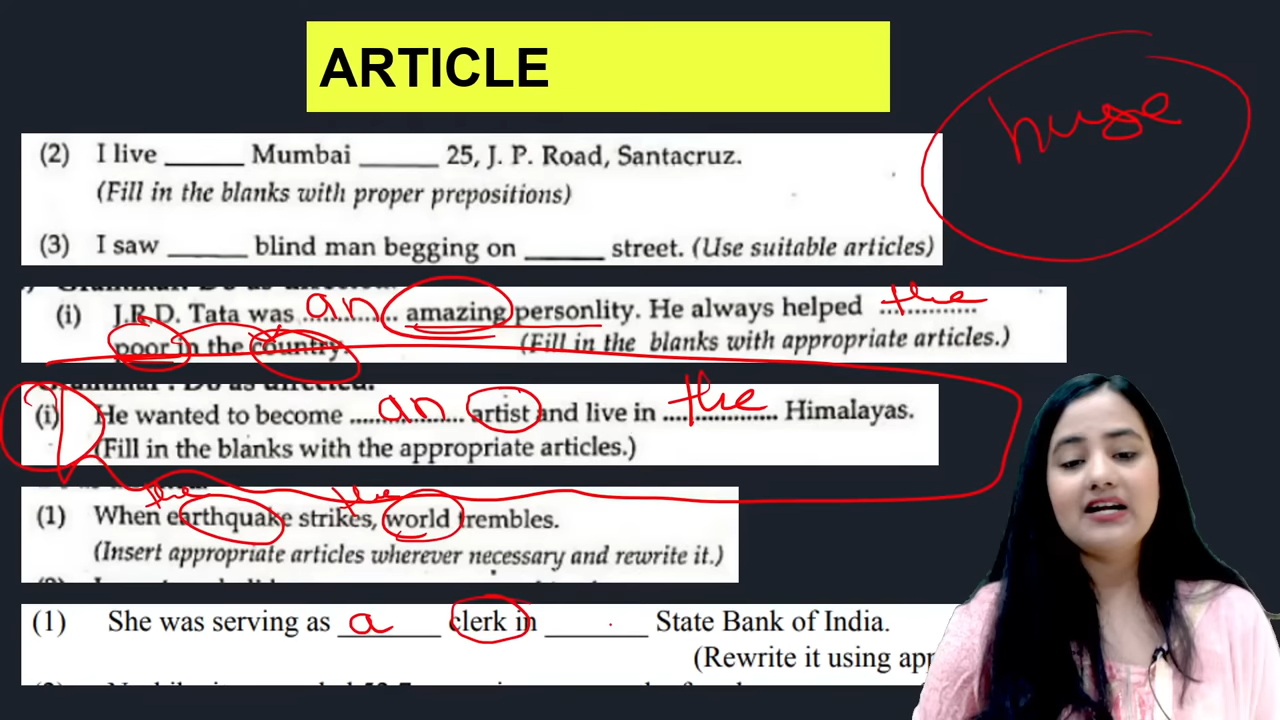 ARTICLE
huge
(2) I live ______ Mumbai ______ 25, J. P. Road, Santacruz.
(Fill in the blanks with proper prepositions)
(3) I saw ______ blind man begging on ______ street. (Use suitable articles)
(i) J.R.D. Tata was an amazing personlity. He always helped the
poor in the country. (Fill in the blanks with appropriate articles.)
(i) He wanted to become an artist and live in the Himalayas.
(Fill in the blanks with the appropriate articles.)
the the
(1) When earthquake strikes, world trembles.
(Insert appropriate articles wherever necessary and rewrite it.)
(1) She was serving as a clerk in ______ State Bank of India.
(Rewrite it using app